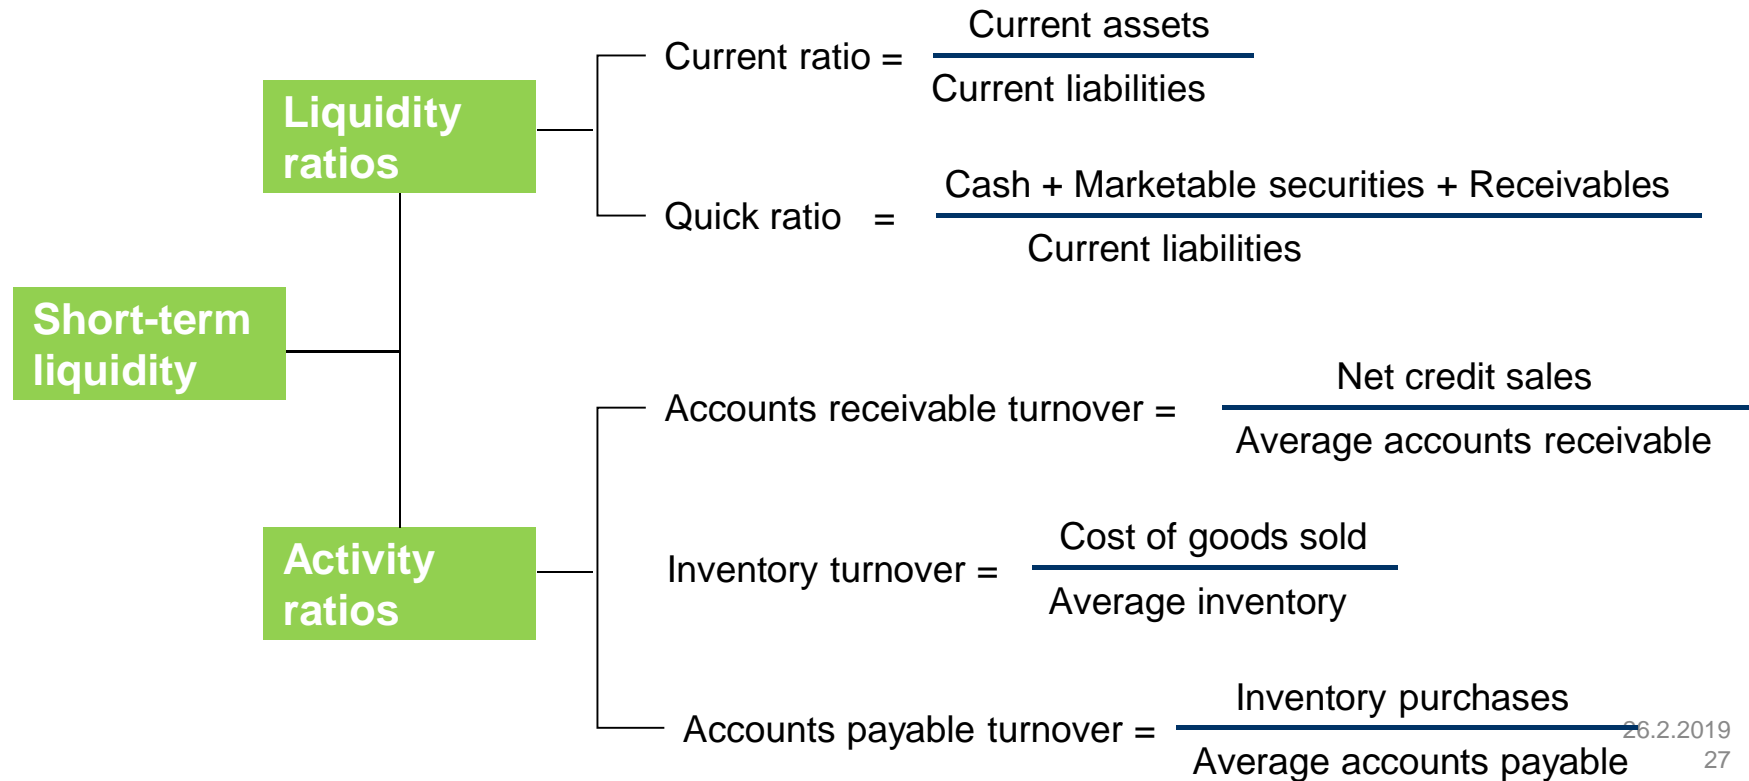 Current assets
Current ratio =
Current liabilities
Liquidity
ratios
Cash + Marketable securities + Receivables
Quick ratio =
Current liabilities
Short-term
liquidity
Net credit sales
Accounts receivable turnover =
Average accounts receivable
Cost of goods sold
Activity
ratios
Inventory turnover =
Average inventory
Inventory purchases
Accounts payable turnover =
Average accounts payable
26.2.2019
27